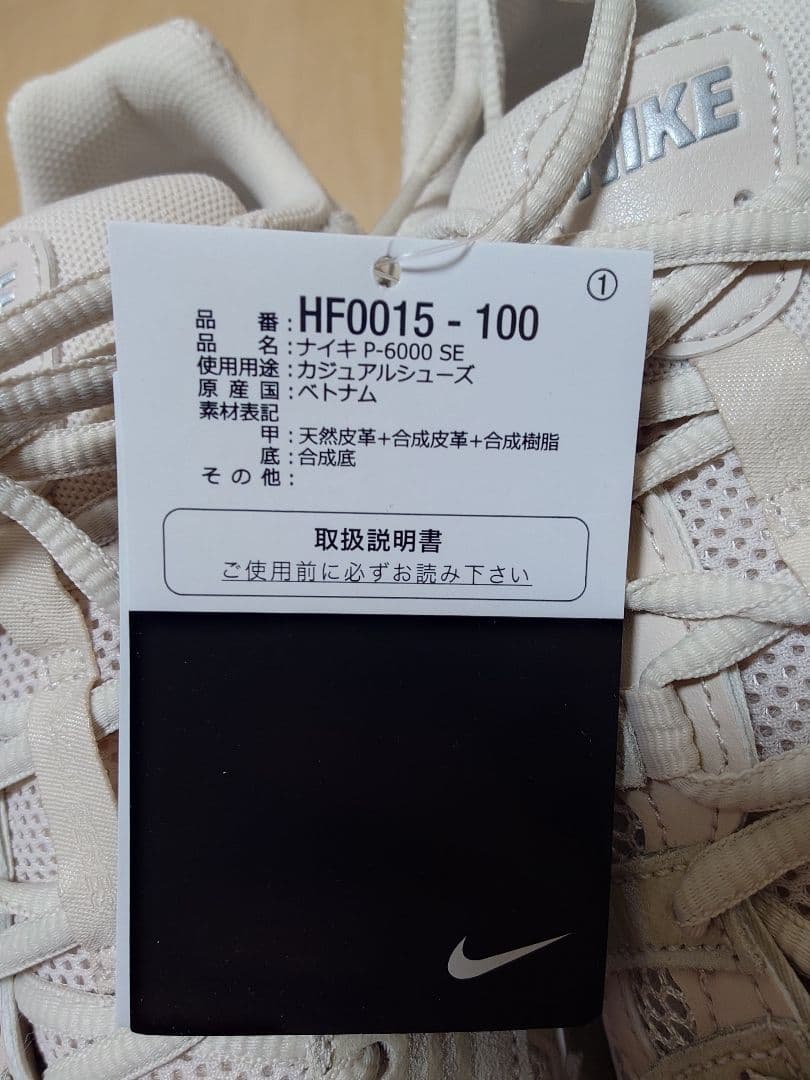 NIKE
①
品番：HF0015 - 100
品名：ナイキ P-6000 SE
使用用途：カジュアルシューズ
原産国：ベトナム
素材表記
甲：天然皮革+合成皮革+合成樹脂
底：合成底
その他：
取扱説明書
ご使用前に必ずお読み下さい